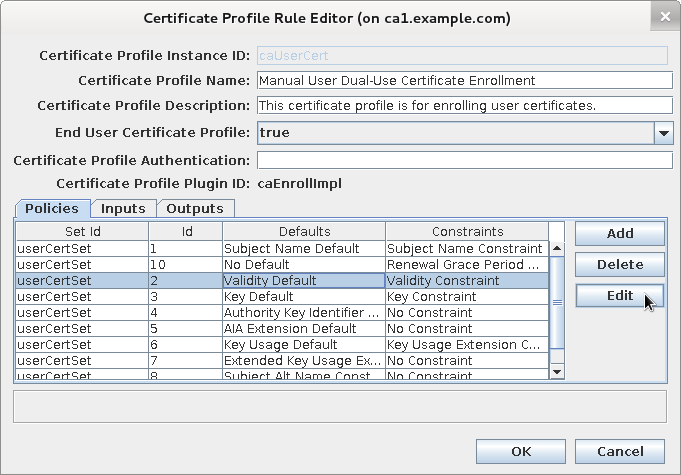 Certificate Profile Rule Editor (on ca1.example.com)
Certificate Profile Instance ID: caUserCert
Certificate Profile Name: Manual User Dual-Use Certificate Enrollment
Certificate Profile Description: This certificate profile is for enrolling user certificates.
End User Certificate Profile: true
Certificate Profile Authentication:
Certificate Profile Plugin ID: caEnrollImpl
Policies Inputs Outputs
Set Id Id Defaults Constraints
userCertSet 1 Subject Name Default Subject Name Constraint
userCertSet 10 No Default Renewal Grace Period ...
userCertSet 2 Validity Default Validity Constraint
userCertSet 3 Key Default Key Constraint
userCertSet 4 Authority Key Identifier ... No Constraint
userCertSet 5 AIA Extension Default No Constraint
userCertSet 6 Key Usage Default Key Usage Extension C...
userCertSet 7 Extended Key Usage Ex... No Constraint
userCertSet 8 Subject Alt Name Const... No Constraint
Add
Delete
Edit
OK Cancel